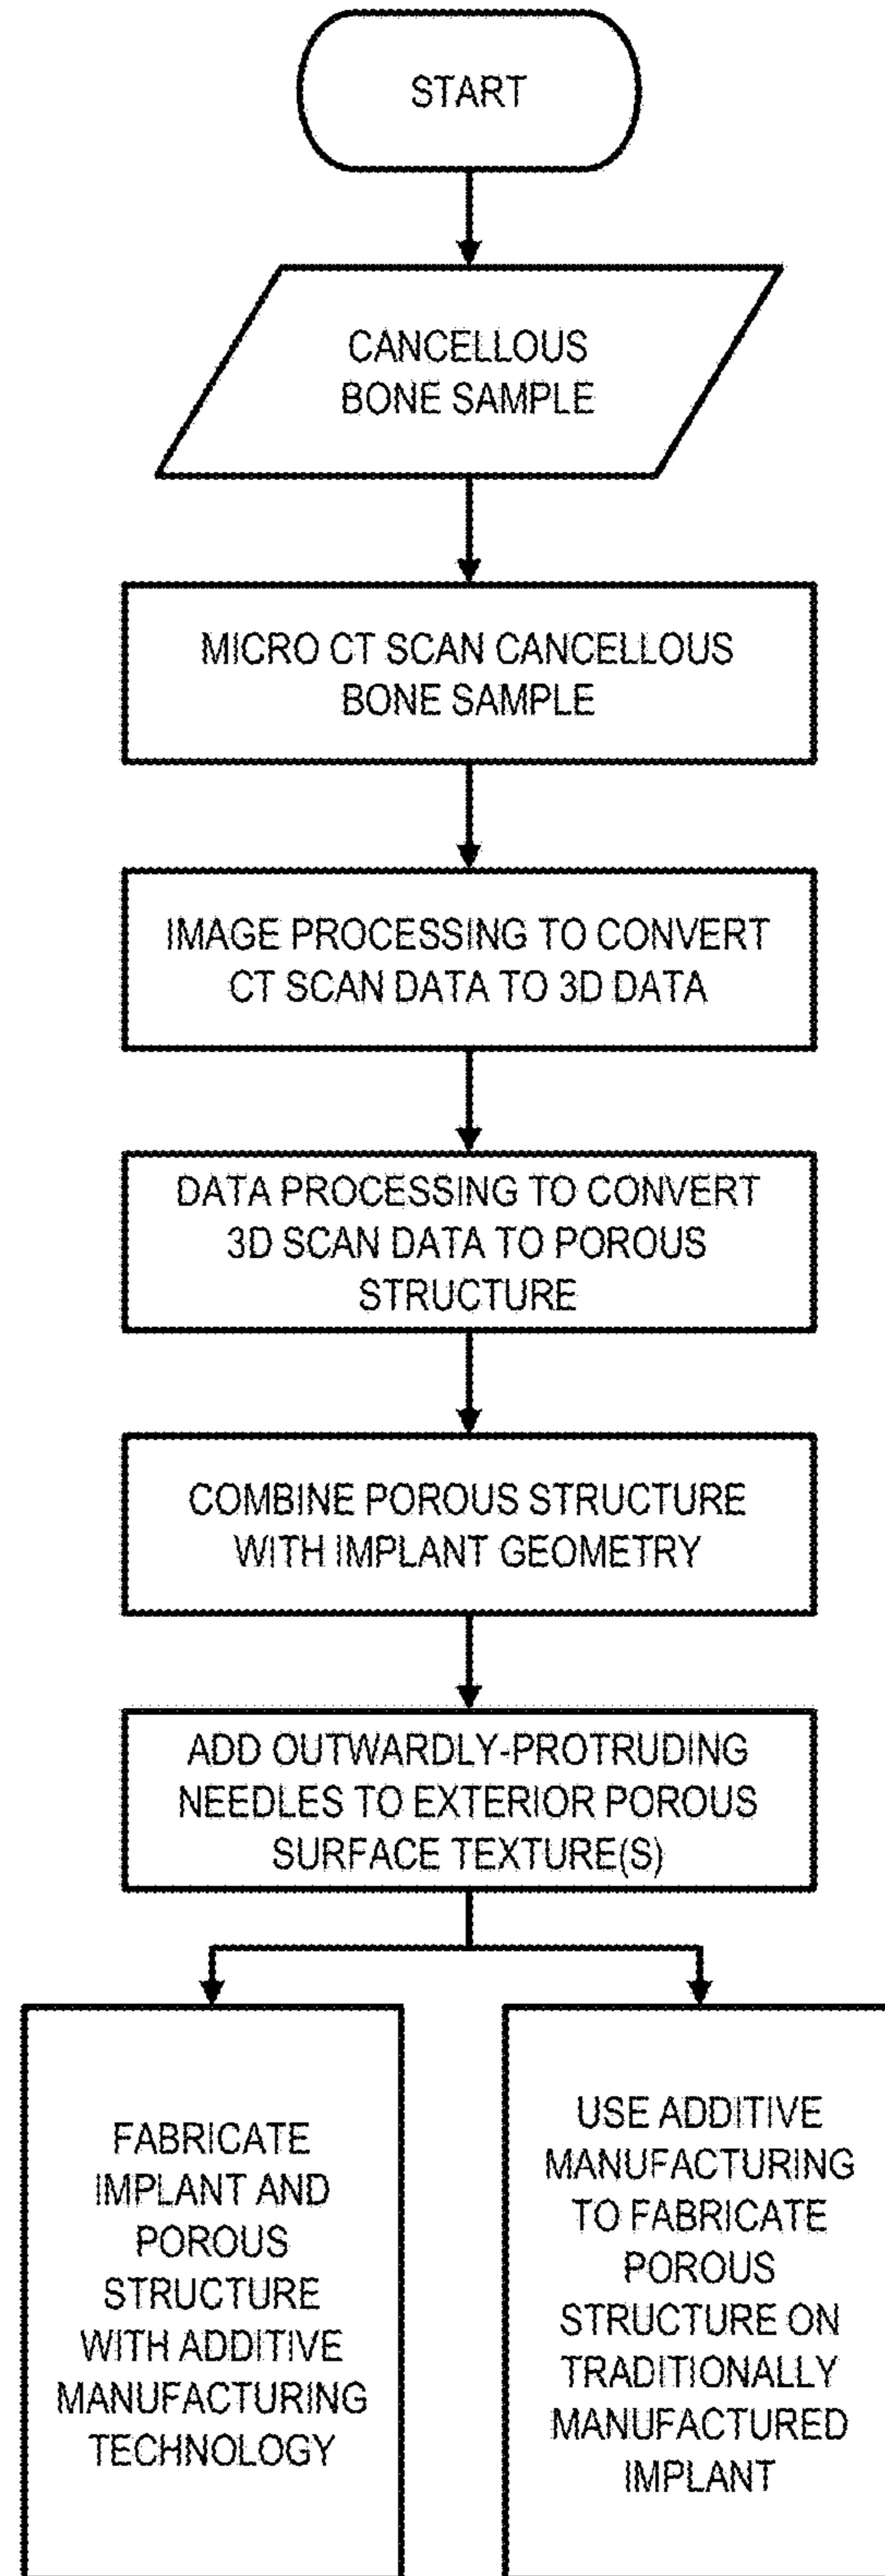 START
CANCELLOUS
BONE SAMPLE
MICRO CT SCAN CANCELLOUS
BONE SAMPLE
IMAGE PROCESSING TO CONVERT
CT SCAN DATA TO 3D DATA
DATA PROCESSING TO CONVERT
3D SCAN DATA TO POROUS
STRUCTURE
COMBINE POROUS STRUCTURE
WITH IMPLANT GEOMETRY
ADD OUTWARDLY-PROTRUDING
NEEDLES TO EXTERIOR POROUS
SURFACE TEXTURE(S)
FABRICATE
IMPLANT AND
POROUS
STRUCTURE
WITH ADDITIVE
MANUFACTURING
TECHNOLOGY
USE ADDITIVE
MANUFACTURING
TO FABRICATE
POROUS
STRUCTURE ON
TRADITIONALLY
MANUFACTURED
IMPLANT